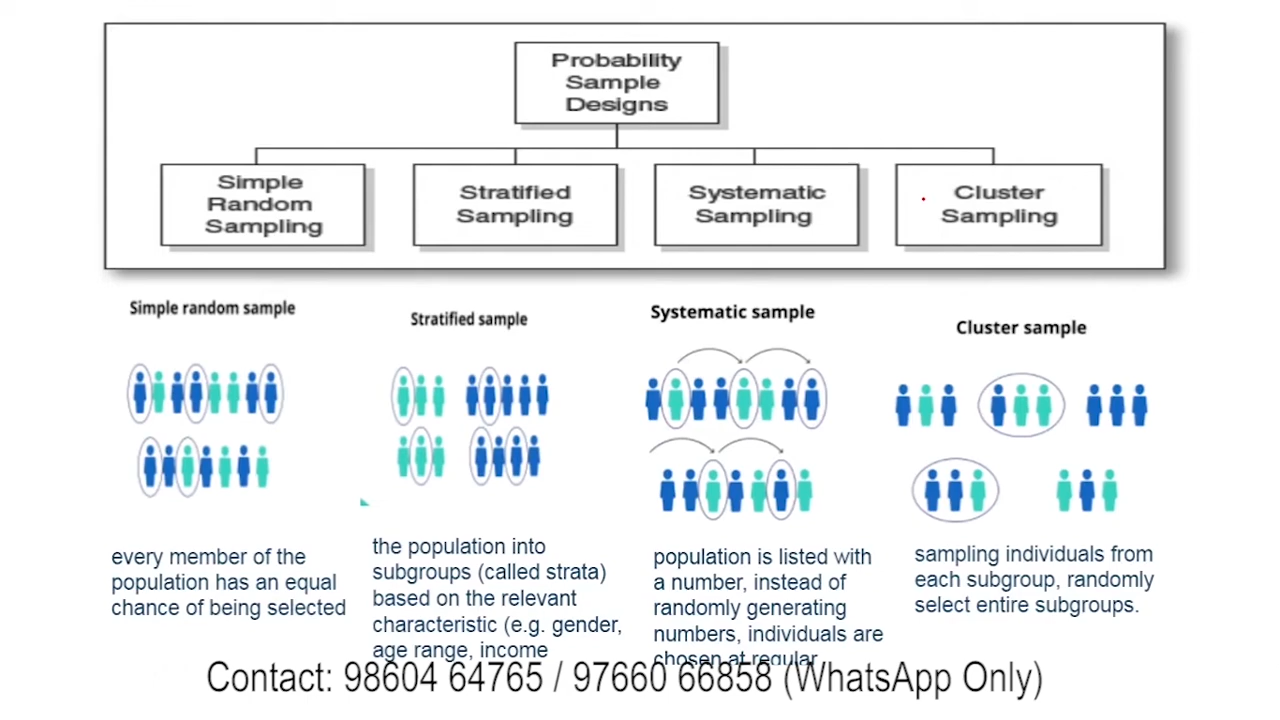 Probability
Sample
Designs
Simple
Random
Sampling
Stratified
Sampling
Systematic
Sampling
Cluster
Sampling
Simple random sample
Stratified sample
Systematic sample
Cluster sample
every member of the
population has an equal
chance of being selected
the population into
subgroups (called strata)
based on the relevant
characteristic (e.g. gender,
age range, income
population is listed with
a number, instead of
randomly generating
numbers, individuals are
chosen at regular
sampling individuals from
each subgroup, randomly
select entire subgroups.
Contact: 98604 64765 / 97660 66858 (WhatsApp Only)